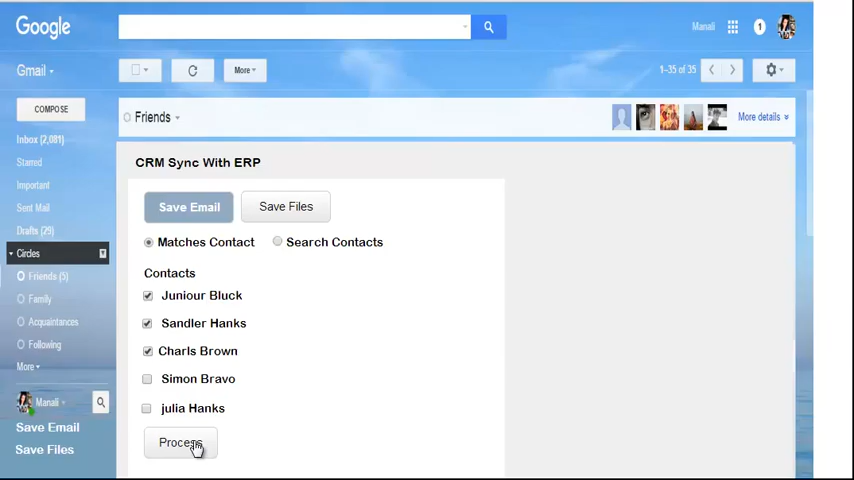 Google
Manali
1
Gmail
More
1–35 of 35
COMPOSE
Friends
More details
Inbox (2,081)
Starred
Important
Sent Mail
Drafts (29)
Circles
Friends (5)
Family
Acquaintances
Following
More
Manali
Save Email
Save Files
CRM Sync With ERP
Save Email
Save Files
Matches Contact
Search Contacts
Contacts
Juniour Bluck
Sandler Hanks
Charls Brown
Simon Bravo
julia Hanks
Process